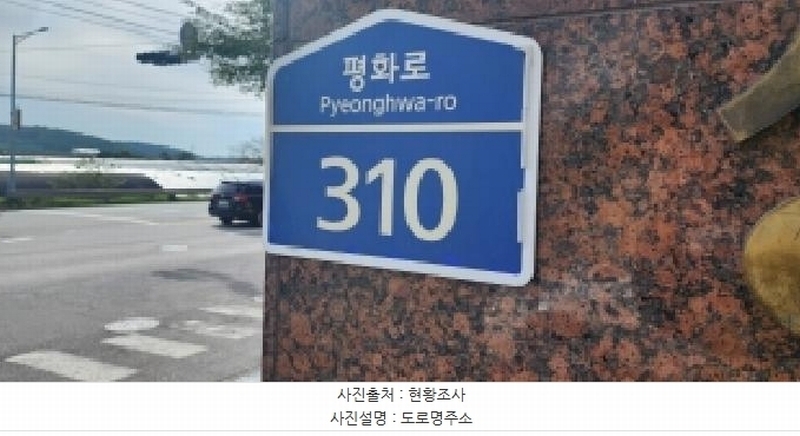 평화로
Pyeonghwa-ro
310
사진출처 : 현황조사
사진설명 : 도로명주소